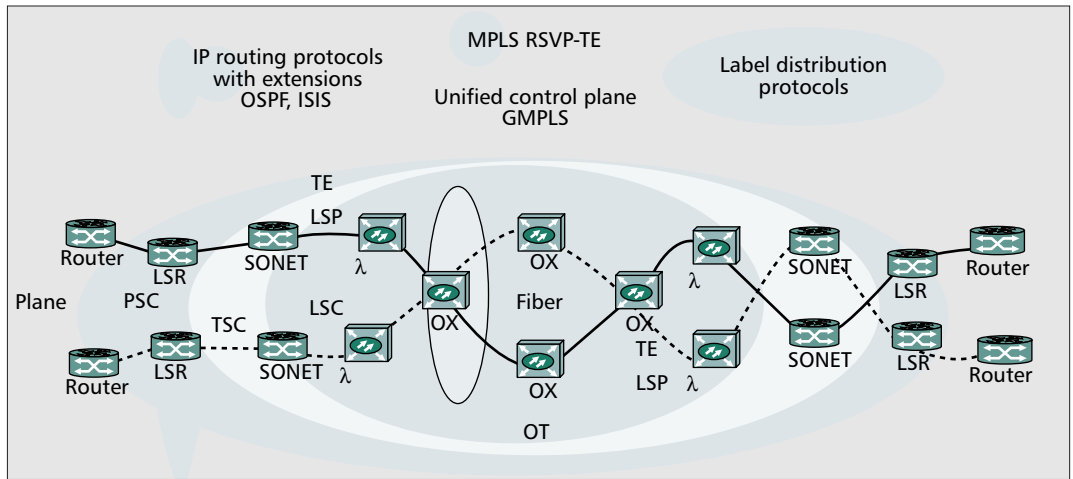 MPLS RSVP-TE
IP routing protocols
with extensions
OSPF, ISIS
Unified control plane
GMPLS
Label distribution
protocols
TE
LSP
Router
LSR
SONET
λ
OX
OX
λ
SONET
LSR
Router
Plane
PSC
TSC
LSC
Fiber
OX
TE
LSP
Router
LSR
SONET
λ
OX
λ
SONET
LSR
Router
OT